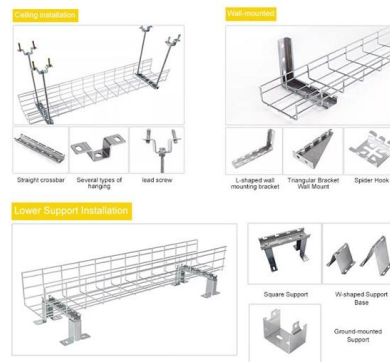 Ceiling installation
Wall-mounted
Straight crossbar
Several types of
hanging
lead screw
L-shaped wall
mounting bracket
Triangular Bracket
Wall Mount
Spider Hook
Lower Support Installation
Square Support
W-shaped Support
Base
Ground-mounted
Support